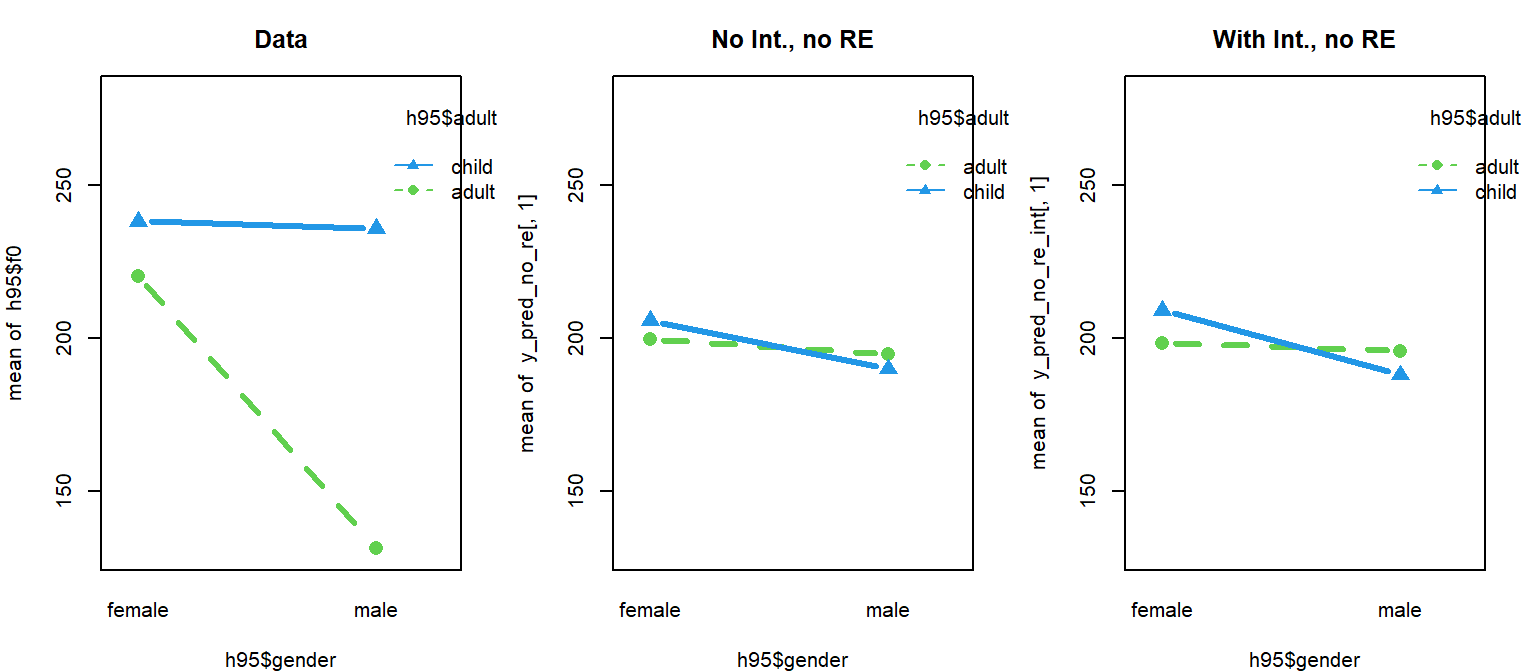 Data
h95$adult
child
adult
250
200
150
mean of h95$f0
female male
h95$gender
No Int., no RE
h95$adult
adult
child
250
200
150
mean of y_pred_no_re[, 1]
female male
h95$gender
With Int., no RE
h95$adult
adult
child
250
200
150
mean of y_pred_no_re_int[, 1]
female male
h95$gender